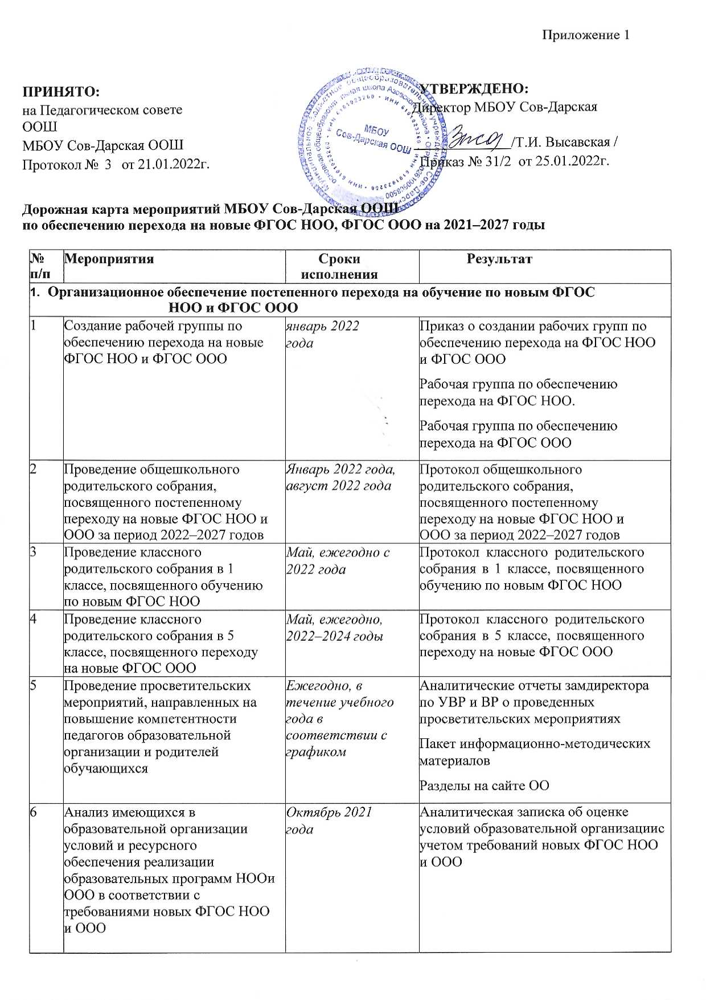 Приложение 1
ПРИНЯТО:
на Педагогическом совете
ООШ
МБОУ Сов-Дарская ООШ
Протокол № 3 от 21.01.2022г.
УТВЕРЖДЕНО:
Директор МБОУ Сов-Дарская
/Т.И. Высавская /
Приказ № 31/2 от 25.01.2022г.
МБОУ
Сов-Дарская ООШ
Дорожная карта мероприятий МБОУ Сов-Дарская ООШ
по обеспечению перехода на новые ФГОС НОО, ФГОС ООО на 2021–2027 годы
№
п/п
Мероприятия
Сроки
исполнения
Результат
1. Организационное обеспечение постепенного перехода на обучение по новым ФГОС
НОО и ФГОС ООО
1
Создание рабочей группы по
обеспечению перехода на новые
ФГОС НОО и ФГОС ООО
январь 2022
года
Приказ о создании рабочих групп по
обеспечению перехода на ФГОС НОО
и ФГОС ООО
Рабочая группа по обеспечению
перехода на ФГОС НОО.
Рабочая группа по обеспечению
перехода на ФГОС ООО
2
Проведение общешкольного
родительского собрания,
посвященного постепенному
переходу на новые ФГОС НОО и
ООО за период 2022–2027 годов
Январь 2022 года,
август 2022 года
Протокол общешкольного
родительского собрания,
посвященного постепенному
переходу на новые ФГОС НОО и
ООО за период 2022–2027 годов
3
Проведение классного
родительского собрания в 1
классе, посвященного обучению
по новым ФГОС НОО
Май, ежегодно с
2022 года
Протокол классного родительского
собрания в 1 классе, посвященного
обучению по новым ФГОС НОО
4
Проведение классного
родительского собрания в 5
классе, посвященного переходу
на новые ФГОС ООО
Май, ежегодно,
2022–2024 годы
Протокол классного родительского
собрания в 5 классе, посвященного
переходу на новые ФГОС ООО
5
Проведение просветительских
мероприятий, направленных на
повышение компетентности
педагогов образовательной
организации и родителей
обучающихся
Ежегодно, в
течение учебного
года в
соответствии с
графиком
Аналитические отчеты замдиректора
по УВР и ВР о проведенных
просветительских мероприятиях
Пакет информационно-методических
материалов
Разделы на сайте ОО
6
Анализ имеющихся в
образовательной организации
условий и ресурсного
обеспечения реализации
образовательных программ НООи
ООО в соответствии с
требованиями новых ФГОС НОО
и ООО
Октябрь 2021
года
Аналитическая записка об оценке
условий образовательной организациис
учетом требований новых ФГОС НОО
и ООО